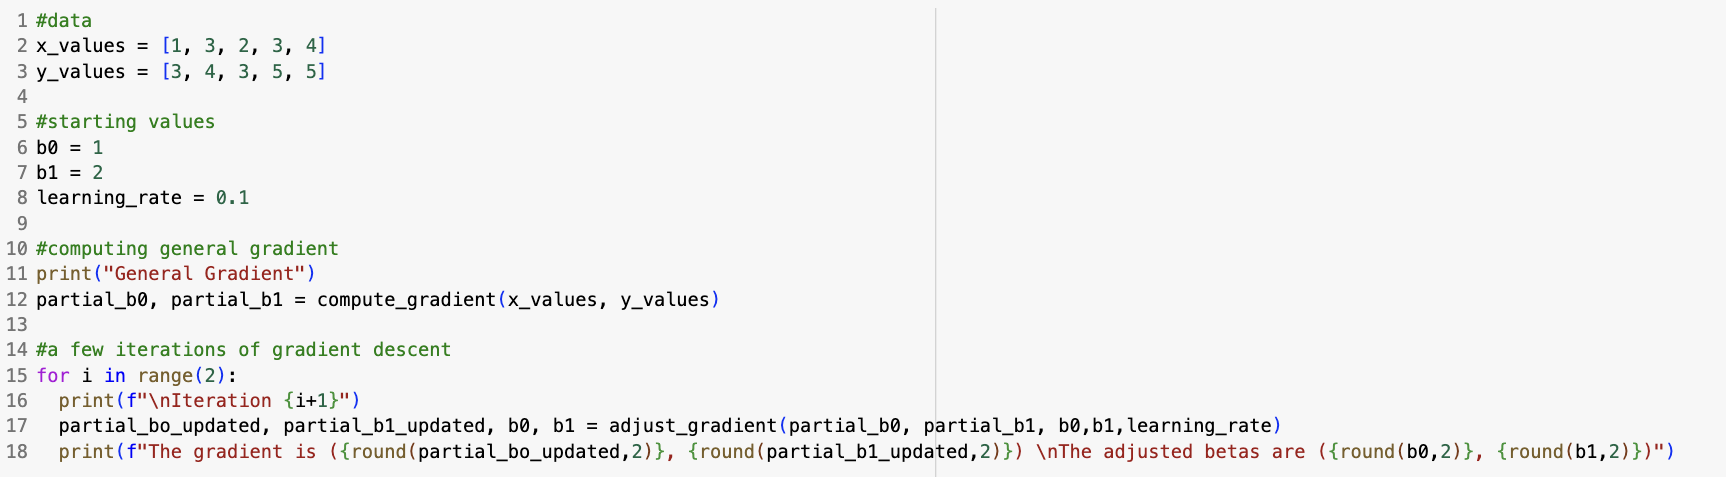 1 #data
2 x_values = [1, 3, 2, 3, 4]
3 y_values = [3, 4, 3, 5, 5]
4
5 #starting values
6 b0 = 1
7 b1 = 2
8 learning_rate = 0.1
9
10 #computing general gradient
11 print("General Gradient")
12 partial_b0, partial_b1 = compute_gradient(x_values, y_values)
13
14 #a few iterations of gradient descent
15 for i in range(2):
16   print(f"\nIteration {i+1}")
17   partial_bo_updated, partial_b1_updated, b0, b1 = adjust_gradient(partial_b0, partial_b1, b0,b1,learning_rate)
18   print(f"The gradient is ({round(partial_bo_updated,2)}, {round(partial_b1_updated,2)}) \nThe adjusted betas are ({round(b0,2)}, {round(b1,2)})")